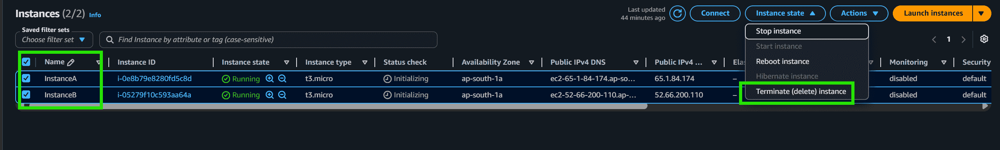 Instances (2/2) Info
Last updated
44 minutes ago
Connect
Instance state
Actions
Launch instances
Saved filter sets
Choose filter set
Find Instance by attribute or tag (case-sensitive)
Stop instance
Start instance
Reboot instance
Hibernate instance
Terminate (delete) instance
1
Name Instance ID Instance state Instance type Status check Availability Zone Public IPv4 DNS Public IPv4 ... Elas Monitoring Security
InstanceA i-0e8b79e8280fd5c8d Running t3.micro Initializing ap-south-1a ec2-65-1-84-174.ap-so... 65.1.84.174 – disabled default
InstanceB i-05279f10c593aa64a Running t3.micro Initializing ap-south-1a ec2-52-66-200-110.ap-... 52.66.200.110 – disabled default